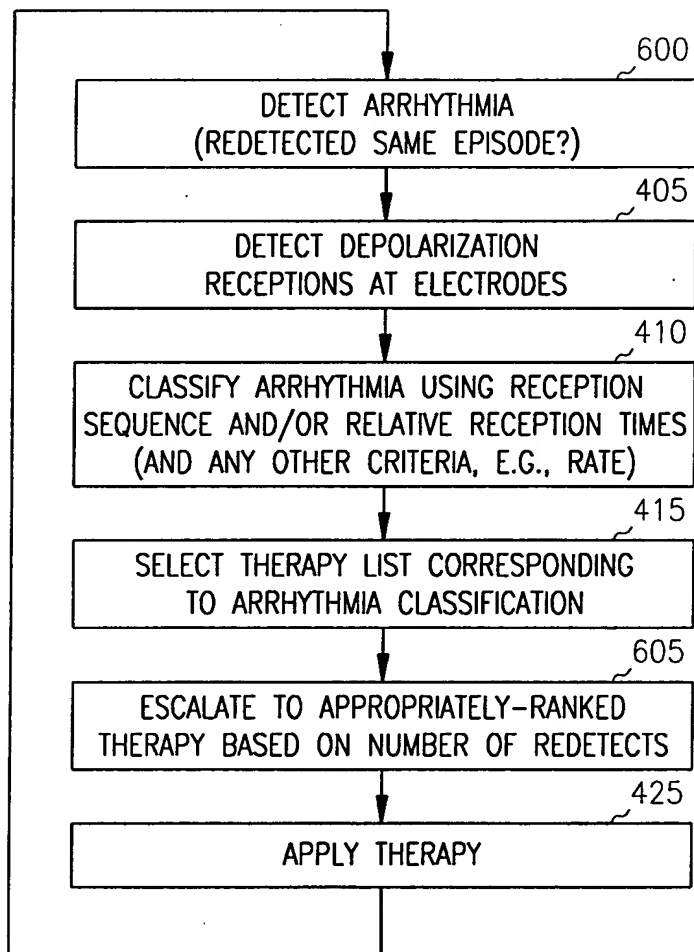 600
DETECT ARRHYTHMIA
(REDETECTED SAME EPISODE?)
405
DETECT DEPOLARIZATION
RECEPTIONS AT ELECTRODES
410
CLASSIFY ARRHYTHMIA USING RECEPTION
SEQUENCE AND/OR RELATIVE RECEPTION TIMES
(AND ANY OTHER CRITERIA, E.G., RATE)
415
SELECT THERAPY LIST CORRESPONDING
TO ARRHYTHMIA CLASSIFICATION
605
ESCALATE TO APPROPRIATELY-RANKED
THERAPY BASED ON NUMBER OF REDETECTS
425
APPLY THERAPY